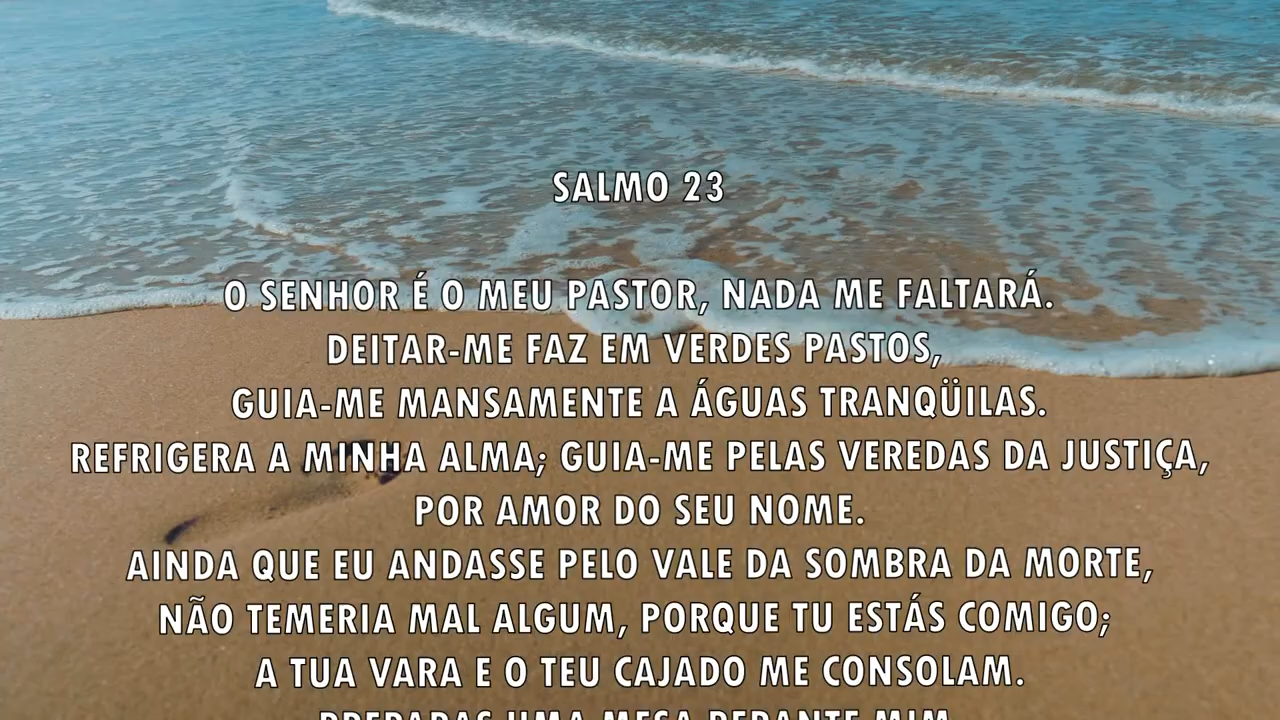 SALMO 23
O SENHOR É O MEU PASTOR, NADA ME FALTARÁ.
DEITAR-ME FAZ EM VERDES PASTOS,
GUIA-ME MANSAMENTE A ÁGUAS TRANQÜILAS.
REFRIGERA A MINHA ALMA; GUIA-ME PELAS VEREDAS DA JUSTIÇA,
POR AMOR DO SEU NOME.
AINDA QUE EU ANDASSE PELO VALE DA SOMBRA DA MORTE,
NÃO TEMERIA MAL ALGUM, PORQUE TU ESTÁS COMIGO;
A TUA VARA E O TEU CAJADO ME CONSOLAM.
PREPARAS UMA MESA PERANTE MIM